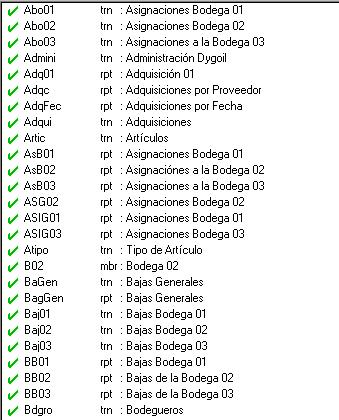 Abo01 trn : Asignaciones Bodega 01
Abo02 trn : Asignaciones Bodega 02
Abo03 trn : Asignaciones a la Bodega 03
Admini trn : Administración Dygoil
Adq01 rpt : Adquisición 01
Adqc rpt : Adquisiciones por Proveedor
AdqFec rpt : Adquisiciones por Fecha
Adqui trn : Adquisiciones
Artic trn : Artículos
AsB01 rpt : Asignaciones Bodega 01
AsB02 rpt : Asignaciónes a la Bodega 02
AsB03 rpt : Asignaciones a la Bodega 03
ASG02 rpt : Asignaciones Bodega 02
ASIG01 rpt : Asignaciones Bodega 01
ASIG03 rpt : Asignaciones Bodega 03
Atipo trn : Tipo de Artículo
B02 mbr : Bodega 02
BaGen trn : Bajas Generales
BagGen rpt : Bajas Generales
Baj01 trn : Bajas Bodega 01
Baj02 trn : Bajas Bodega 02
Baj03 trn : Bajas Bodega 03
BB01 rpt : Bajas Bodega 01
BB02 rpt : Bajas de la Bodega 02
BB03 rpt : Bajas de la Bodega 03
Bdgro trn : Bodegueros